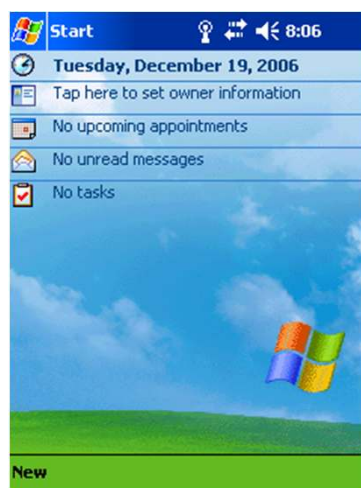 Start 8:06
Tuesday, December 19, 2006
Tap here to set owner information
No upcoming appointments
No unread messages
No tasks
New